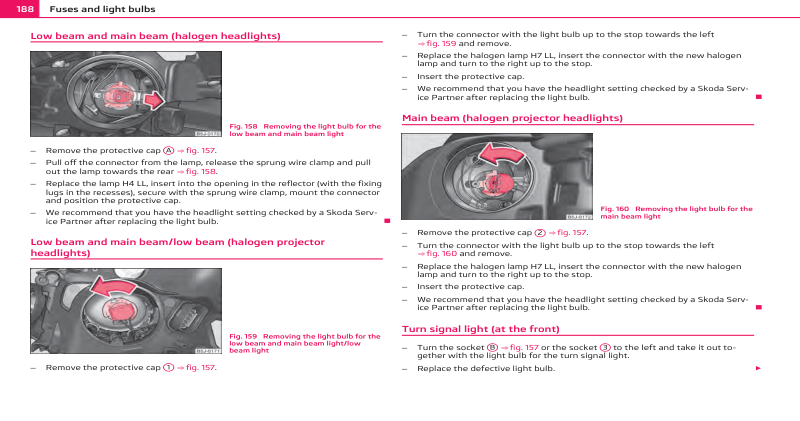 188 Fuses and light bulbs
Low beam and main beam (halogen headlights)
B5J-0170
Fig. 158 Removing the light bulb for the
low beam and main beam light
– Remove the protective cap A ⇒ fig. 157.
– Pull off the connector from the lamp, release the sprung wire clamp and pull
out the lamp towards the rear ⇒ fig. 158.
– Replace the lamp H4 LL, insert into the opening in the reflector (with the fixing
lugs in the recesses), secure with the sprung wire clamp, mount the connector
and position the protective cap.
– We recommend that you have the headlight setting checked by a Skoda Serv-
ice Partner after replacing the light bulb.
Low beam and main beam/low beam (halogen projector
headlights)
B5J-0171
Fig. 159 Removing the light bulb for the
low beam and main beam light/low
beam light
– Remove the protective cap 1 ⇒ fig. 157.
– Turn the connector with the light bulb up to the stop towards the left
⇒ fig. 159 and remove.
– Replace the halogen lamp H7 LL, insert the connector with the new halogen
lamp and turn to the right up to the stop.
– Insert the protective cap.
– We recommend that you have the headlight setting checked by a Skoda Serv-
ice Partner after replacing the light bulb.
Main beam (halogen projector headlights)
Fig. 160 Removing the light bulb for the
main beam light
– Remove the protective cap 2 ⇒ fig. 157.
– Turn the connector with the light bulb up to the stop towards the left
⇒ fig. 160 and remove.
– Replace the halogen lamp H7 LL, insert the connector with the new halogen
lamp and turn to the right up to the stop.
– Insert the protective cap.
– We recommend that you have the headlight setting checked by a Skoda Serv-
ice Partner after replacing the light bulb.
Turn signal light (at the front)
– Turn the socket B ⇒ fig. 157 or the socket 3 to the left and take it out to-
gether with the light bulb for the turn signal light.
– Replace the defective light bulb.